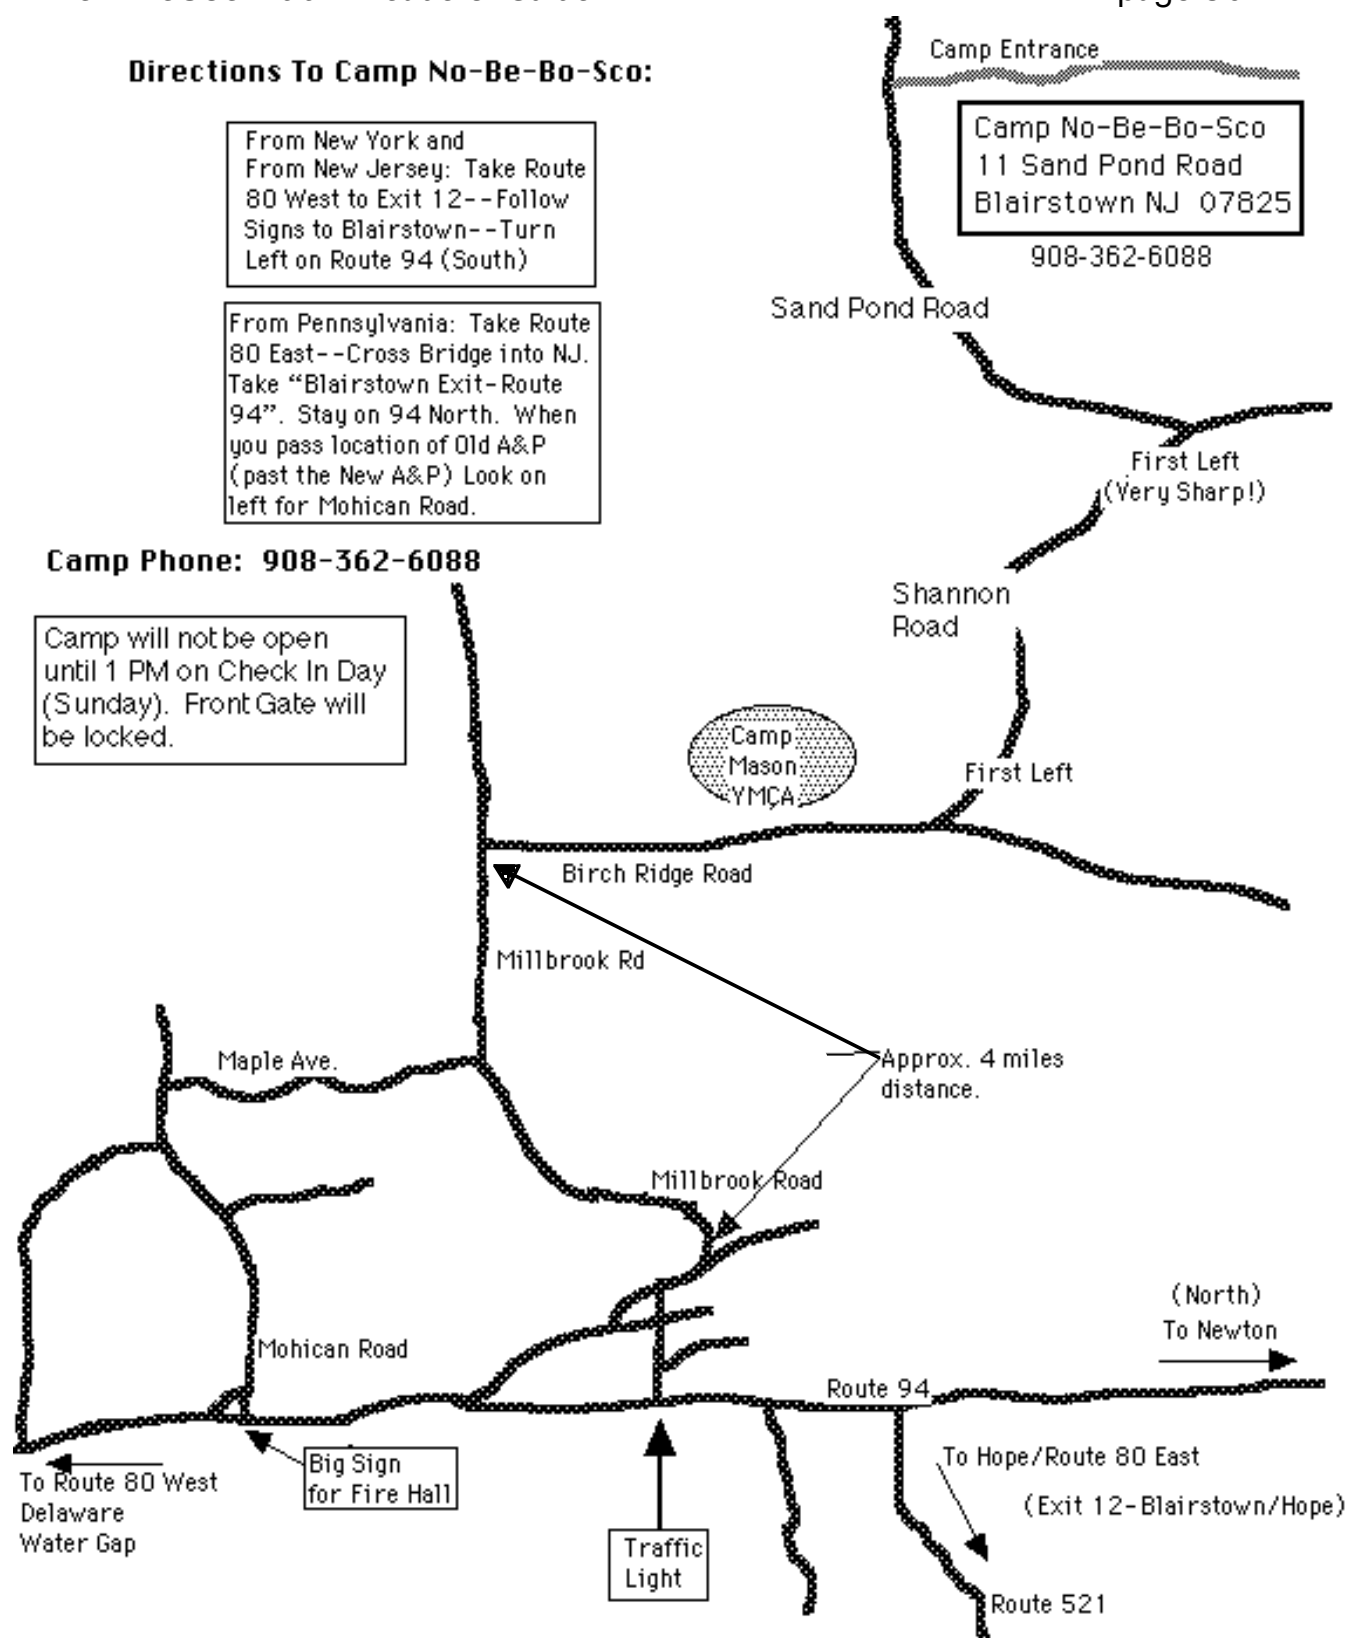 Directions To Camp No-Be-Bo-Sco:
From New York and
From New Jersey: Take Route
80 West to Exit 12--Follow
Signs to Blairstown--Turn
Left on Route 94 (South)
From Pennsylvania: Take Route
80 East--Cross Bridge into NJ.
Take “Blairstown Exit-Route
94”. Stay on 94 North. When
you pass location of Old A&P
(past the New A&P) Look on
left for Mohican Road.
Camp Phone: 908-362-6088
Camp will not be open
until 1 PM on Check In Day
(Sunday). Front Gate will
be locked.
Camp Entrance
Camp No-Be-Bo-Sco
11 Sand Pond Road
Blairstown NJ 07825
908-362-6088
Sand Pond Road
First Left
(Very Sharp!)
Shannon
Road
Camp
Mason
YMCA
First Left
Birch Ridge Road
Millbrook Rd
Maple Ave.
Approx. 4 miles
distance.
Millbrook Road
Mohican Road
(North)
To Newton
Route 94
To Route 80 West
Delaware
Water Gap
Big Sign
for Fire Hall
Traffic
Light
To Hope/Route 80 East
(Exit 12-Blairstown/Hope)
Route 521